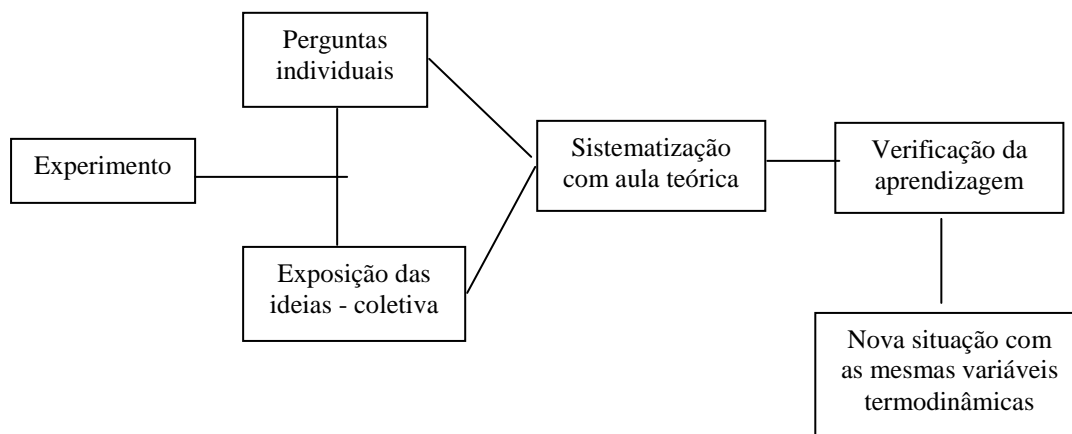 Perguntas
individuais
Experimento
Exposição das
ideias - coletiva
Sistematização
com aula teórica
Verificação da
aprendizagem
Nova situação com
as mesmas variáveis
termodinâmicas